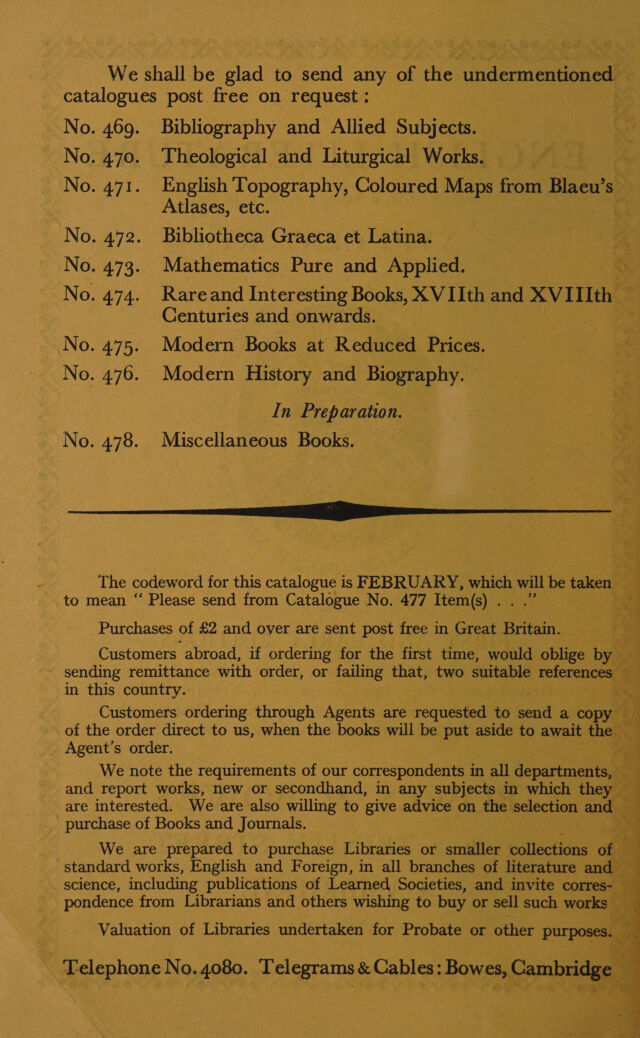 We shall be glad to send any of the undermentioned
catalogues post free on request :
No. 469. Bibliography and Allied Subjects.
No. 470. Theological and Liturgical Works.
No. 471. English Topography, Coloured Maps from Blaeu's
Atlases, etc.
No. 472. Bibliotheca Graeca et Latina.
No. 473. Mathematics Pure and Applied.
No. 474. Rare and Interesting Books, XVIIth and XVIIIth
Centuries and onwards.
No. 475. Modern Books at Reduced Prices.
No. 476. Modern History and Biography.
In Preparation.
No. 478. Miscellaneous Books.
The codeword for this catalogue is FEBRUARY, which will be taken
to mean “ Please send from Catalogue No. 477 Item(s) . . .”
Purchases of £2 and over are sent post free in Great Britain.
Customers abroad, if ordering for the first time, would oblige by
sending remittance with order, or failing that, two suitable references
in this country.
Customers ordering through Agents are requested to send a copy
of the order direct to us, when the books will be put aside to await the
Agent's order.
We note the requirements of our correspondents in all departments,
and report works, new or secondhand, in any subjects in which they
are interested. We are also willing to give advice on the selection and
purchase of Books and Journals.
We are prepared to purchase Libraries or smaller collections of
standard works, English and Foreign, in all branches of literature and
science, including publications of Learned Societies, and invite corres-
pondence from Librarians and others wishing to buy or sell such works
Valuation of Libraries undertaken for Probate or other purposes.
Telephone No. 4080. Telegrams & Cables : Bowes, Cambridge